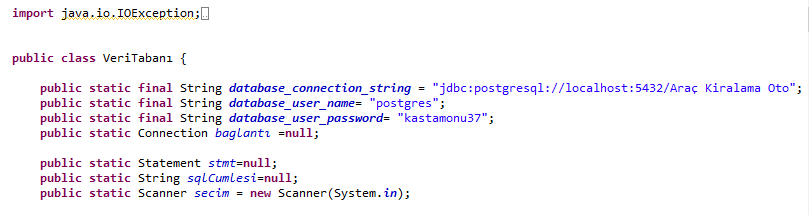 import java.io.IOException;
public class VeriTabanı {
public static final String database_connection_string = "jdbc:postgresql://localhost:5432/Araç Kiralama Oto";
public static final String database_user_name= "postgres";
public static final String database_user_password= "kastamonu37";
public static Connection baglantı =null;
public static Statement stmt=null;
public static String sqlCumlesi=null;
public static Scanner secim = new Scanner(System.in);